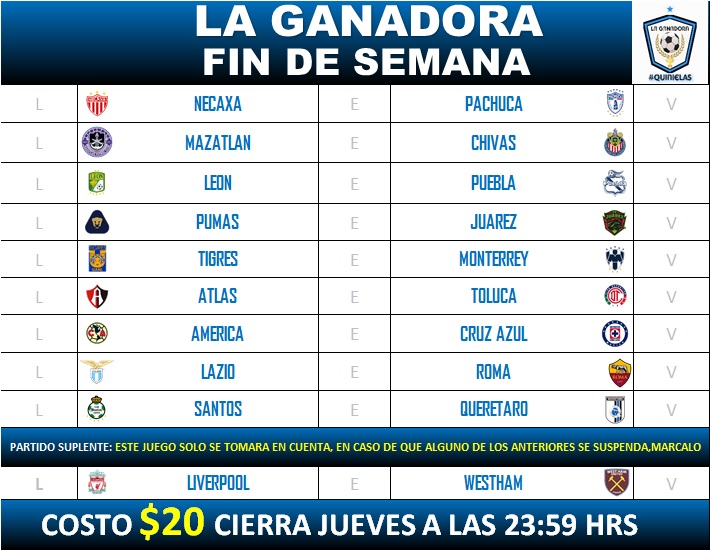 LA GANADORA
FIN DE SEMANA
LA GANADORA
#QUINIELAS
L NECAXA E PACHUCA V
L MAZATLAN E CHIVAS V
L LEON E PUEBLA V
L PUMAS E JUAREZ V
L TIGRES E MONTERREY V
L ATLAS E TOLUCA V
L AMERICA E CRUZ AZUL V
L LAZIO E ROMA V
L SANTOS E QUERETARO V
PARTIDO SUPLENTE: ESTE JUEGO SOLO SE TOMARA EN CUENTA, EN CASO DE QUE ALGUNO DE LOS ANTERIORES SE SUSPENDA,MARCALO
L LIVERPOOL E WESTHAM V
COSTO $20 CIERRA JUEVES A LAS 23:59 HRS